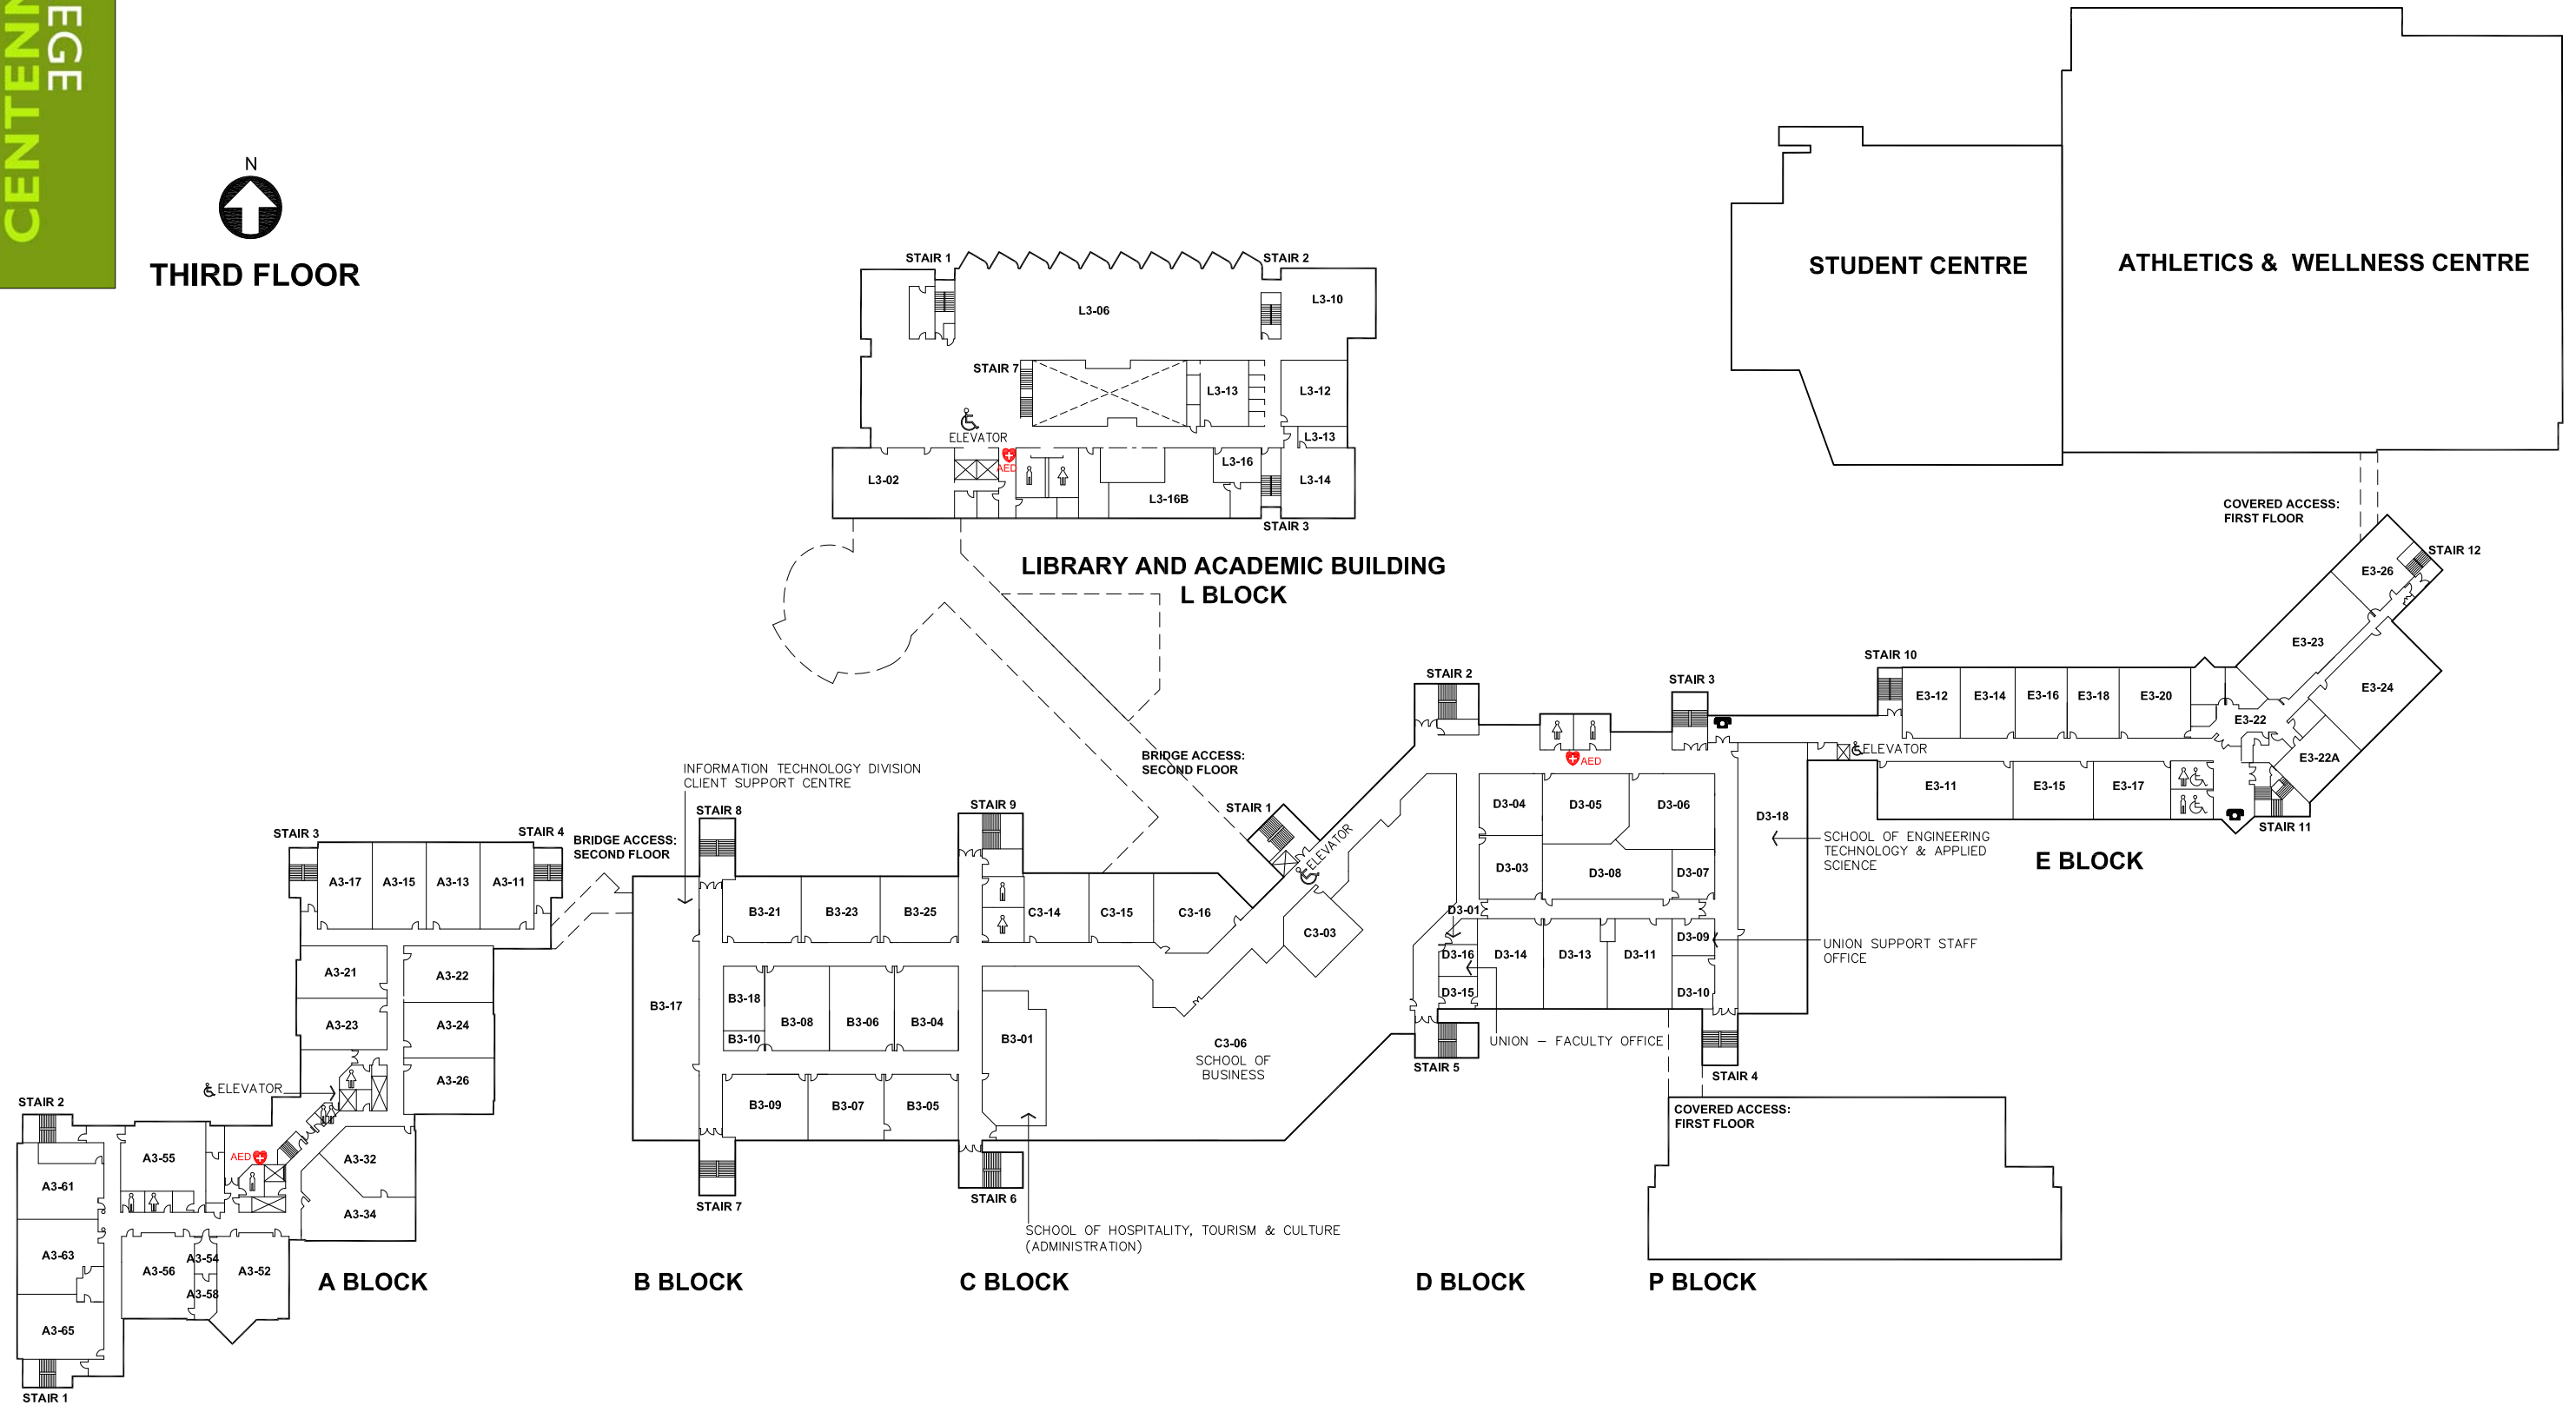 CENTENN
EGE
N
THIRD FLOOR
STUDENT CENTRE
ATHLETICS & WELLNESS CENTRE
STAIR 1
STAIR 2
L3-06
L3-10
STAIR 7
L3-13
L3-12
ELEVATOR
L3-13
AED
L3-02
L3-16
L3-14
L3-16B
STAIR 3
LIBRARY AND ACADEMIC BUILDING
L BLOCK
COVERED ACCESS:
FIRST FLOOR
STAIR 12
E3-26
E3-23
E3-24
STAIR 10
E3-12
E3-14
E3-16
E3-18
E3-20
E3-22
E3-22A
ELEVATOR
E3-11
E3-15
E3-17
STAIR 11
E BLOCK
STAIR 2
STAIR 3
AED
D3-04
D3-05
D3-06
D3-18
SCHOOL OF ENGINEERING
TECHNOLOGY & APPLIED
SCIENCE
D3-03
D3-08
D3-07
D3-01
D3-09
UNION SUPPORT STAFF
OFFICE
D3-16
D3-14
D3-13
D3-11
D3-15
D3-10
UNION – FACULTY OFFICE
STAIR 5
STAIR 4
COVERED ACCESS:
FIRST FLOOR
BRIDGE ACCESS:
SECOND FLOOR
STAIR 1
ELEVATOR
INFORMATION TECHNOLOGY DIVISION
CLIENT SUPPORT CENTRE
STAIR 8
STAIR 9
BRIDGE ACCESS:
SECOND FLOOR
B3-21
B3-23
B3-25
C3-14
C3-15
C3-16
C3-03
B3-17
B3-18
B3-08
B3-06
B3-04
B3-10
B3-01
C3-06
SCHOOL OF
BUSINESS
B3-09
B3-07
B3-05
STAIR 7
STAIR 6
SCHOOL OF HOSPITALITY, TOURISM & CULTURE
(ADMINISTRATION)
STAIR 3
STAIR 4
A3-17
A3-15
A3-13
A3-11
A3-21
A3-22
A3-23
A3-24
A3-26
ELEVATOR
STAIR 2
A3-55
AED
A3-32
A3-61
A3-34
A3-63
A3-56
A3-54
A3-52
A3-58
A3-65
STAIR 1
A BLOCK
B BLOCK
C BLOCK
D BLOCK
P BLOCK